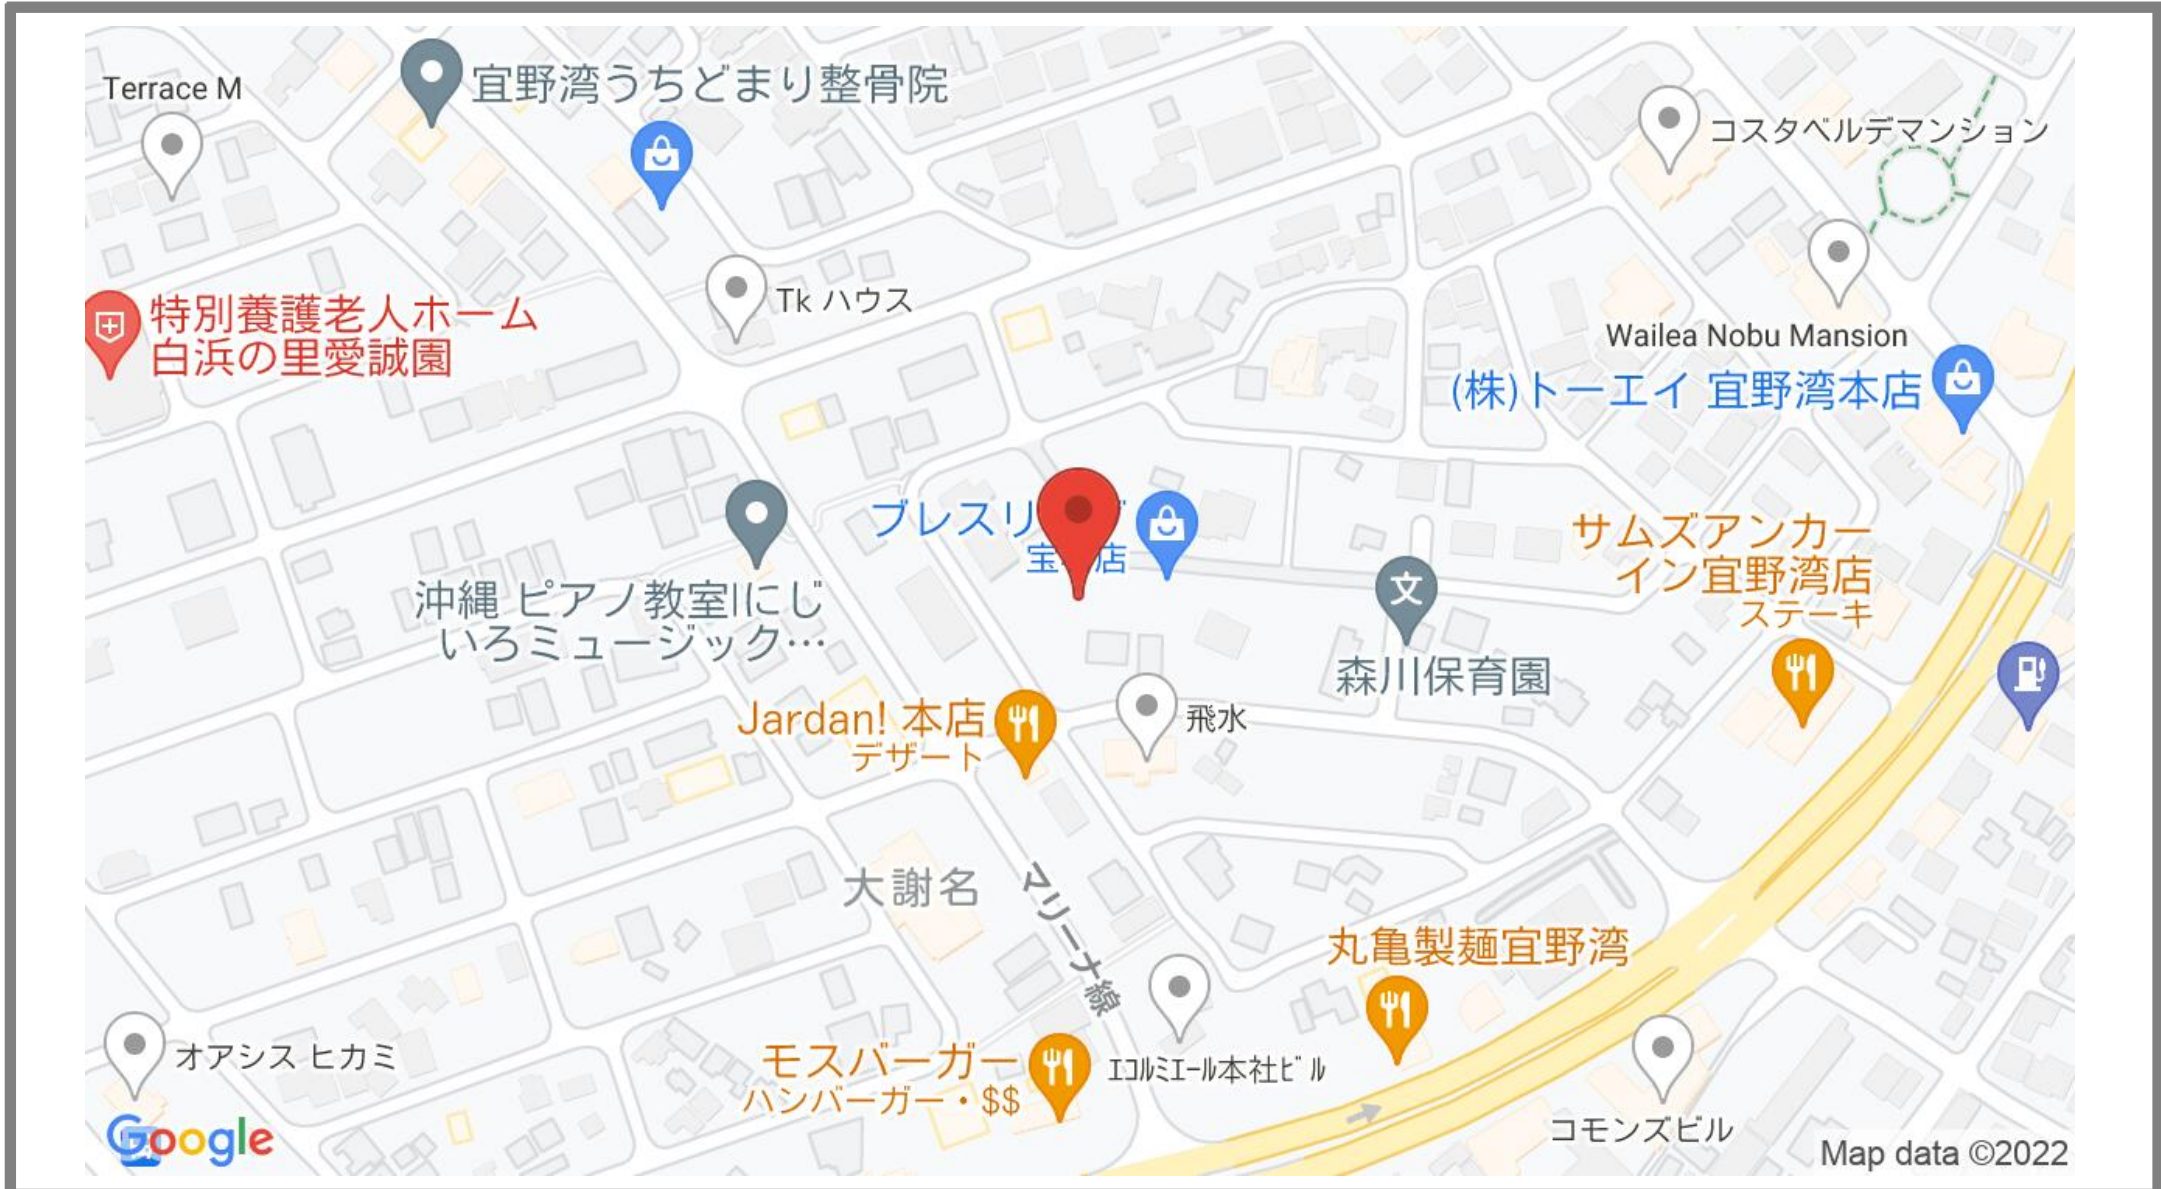 Terrace M
宜野湾うちどまり整骨院
コスタベルデマンション
Tk ハウス
特別養護老人ホーム
白浜の里愛誠園
Wailea Nobu Mansion
(株)トーエイ 宜野湾本店
ブレスリ
店
サムズアンカー
イン宜野湾店
ステーキ
沖縄 ピアノ教室|にじ
いろミュージック…
文
森川保育園
Jardan! 本店
デザート
飛水
大謝名
マリーナ線
丸亀製麺宜野湾
オアシス ヒカミ
モスバーガー
ハンバーガー・$$
ｴｺﾙﾐｴｰﾙ本社ﾋﾞﾙ
コモンズビル
Google
Map data ©2022